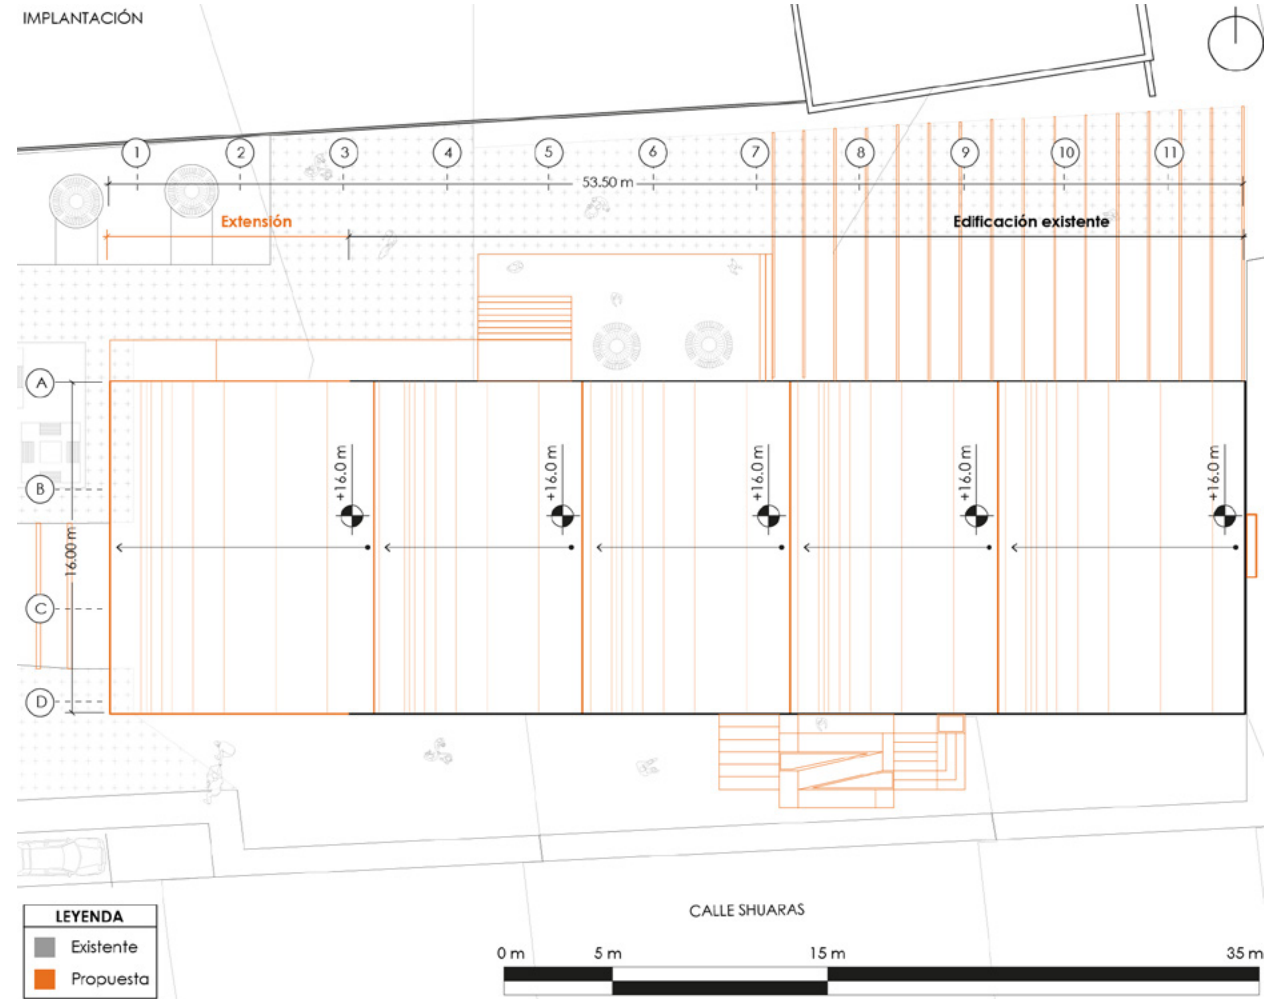 IMPLANTACIÓN
1 2 3 4 5 6 7 8 9 10 11
53.50 m
Extensión
Edificación existente
A
B
C
D
16.00 m
+16.0 m
+16.0 m
+16.0 m
+16.0 m
+16.0 m
CALLE SHUARAS
LEYENDA
Existente
Propuesta
0 m 5 m 15 m 35 m